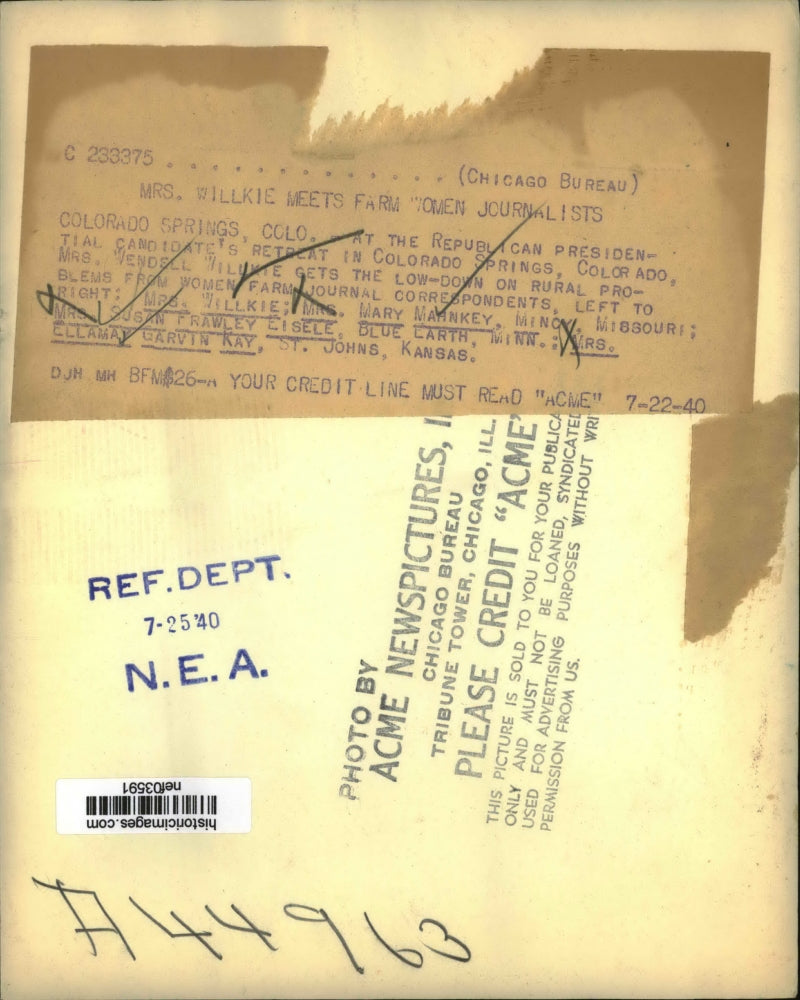 C 233375 . . . . . . . . . . . . . (CHICAGO BUREAU)
MRS. WILLKIE MEETS FARM WOMEN JOURNALISTS
COLORADO SPRINGS, COLO. - AT THE REPUBLICAN PRESIDEN-
TIAL CANDIDATE'S RETREAT IN COLORADO SPRINGS, COLORADO,
MRS. WENDELL WILLKIE GETS THE LOW-DOWN ON RURAL PRO-
BLEMS FROM WOMEN FARM JOURNAL CORRESPONDENTS, LEFT TO
RIGHT: MRS. WILLKIE; MRS. MARY MAHNKEY, MINCY, MISSOURI;
MRS. SUSAN FRAWLEY EISELE, BLUE EARTH, MINN.; MRS.
ELLAMAY GARVIN KAY, ST. JOHNS, KANSAS.
DJH MH BFM$26-A YOUR CREDIT LINE MUST READ "ACME" 7-22-40
PHOTO BY
ACME NEWSPICTURES, I
CHICAGO BUREAU
TRIBUNE TOWER, CHICAGO, ILL.
PLEASE CREDIT "ACME"
THIS PICTURE IS SOLD TO YOU FOR YOUR PUBLICA
ONLY AND MUST NOT BE LOANED, SYNDICATED
USED FOR ADVERTISING PURPOSES WITHOUT WRI
PERMISSION FROM US.
REF. DEPT.
7-25'40
N.E.A.
historicimages.com
nef03591
A44963